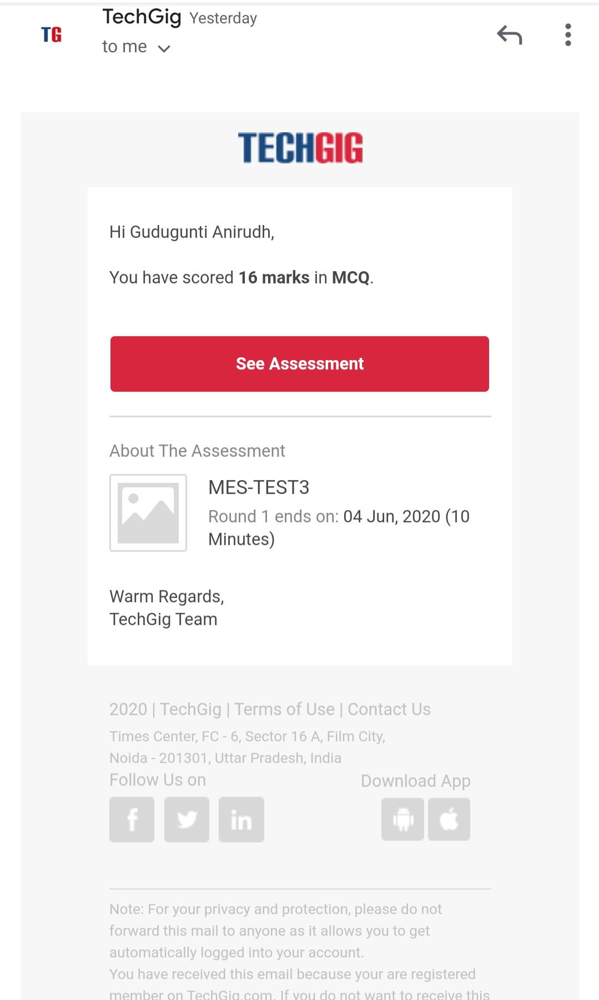 TechGig Yesterday
TG
to me
TECHGIG
Hi Gudugunti Anirudh,
You have scored 16 marks in MCQ.
See Assessment
About The Assessment
MES-TEST3
Round 1 ends on: 04 Jun, 2020 (10
Minutes)
Warm Regards,
TechGig Team
2020 | TechGig | Terms of Use | Contact Us
Times Center, FC - 6, Sector 16 A, Film City,
Noida - 201301, Uttar Pradesh, India
Follow Us on
Download App
f
in
Note: For your privacy and protection, please do not
forward this mail to anyone as it allows you to get
automatically logged into your account.
You have received this email because your are registered
member on TechGig.com. If you do not want to receive this